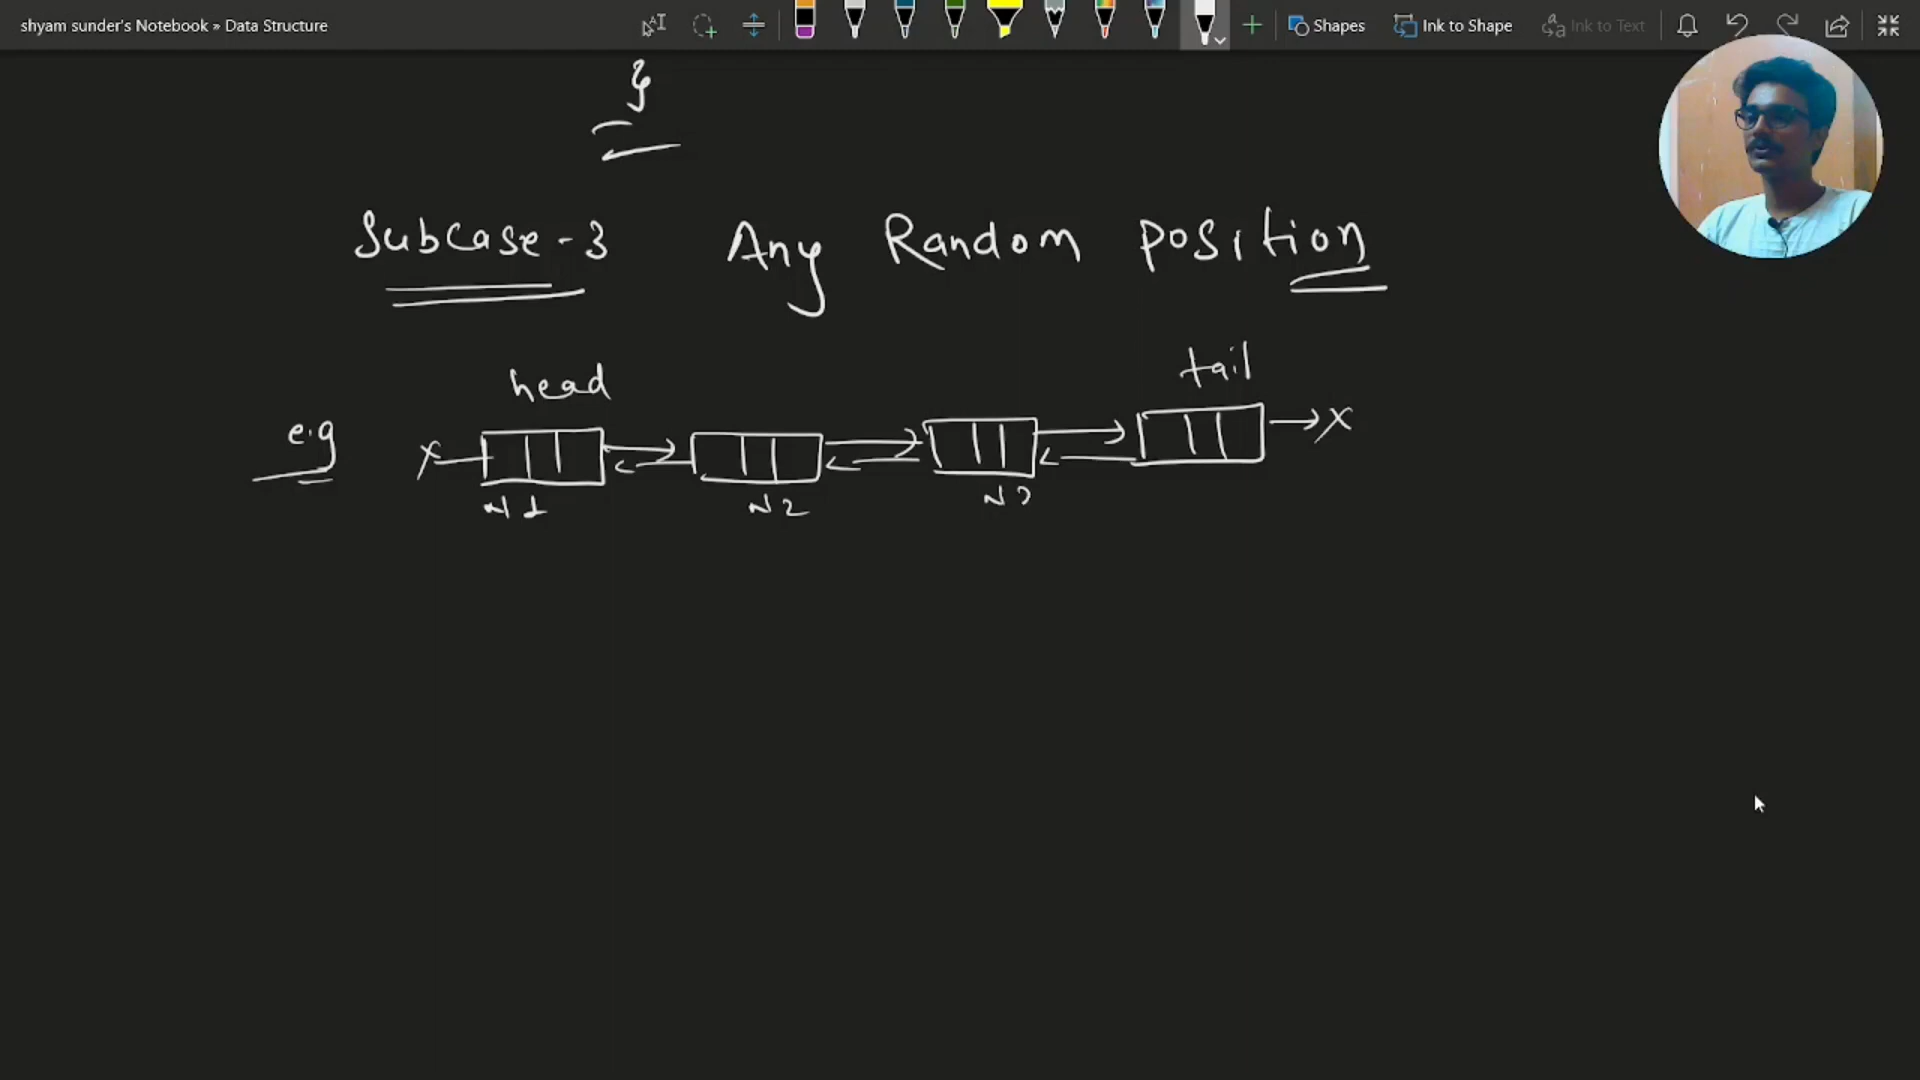 shyam sunder's Notebook » Data Structure
Shapes
Ink to Shape
Ink to Text
}
Subcase-3 Any Random position
head
tail
e.g
X
X
N1
N2
N3